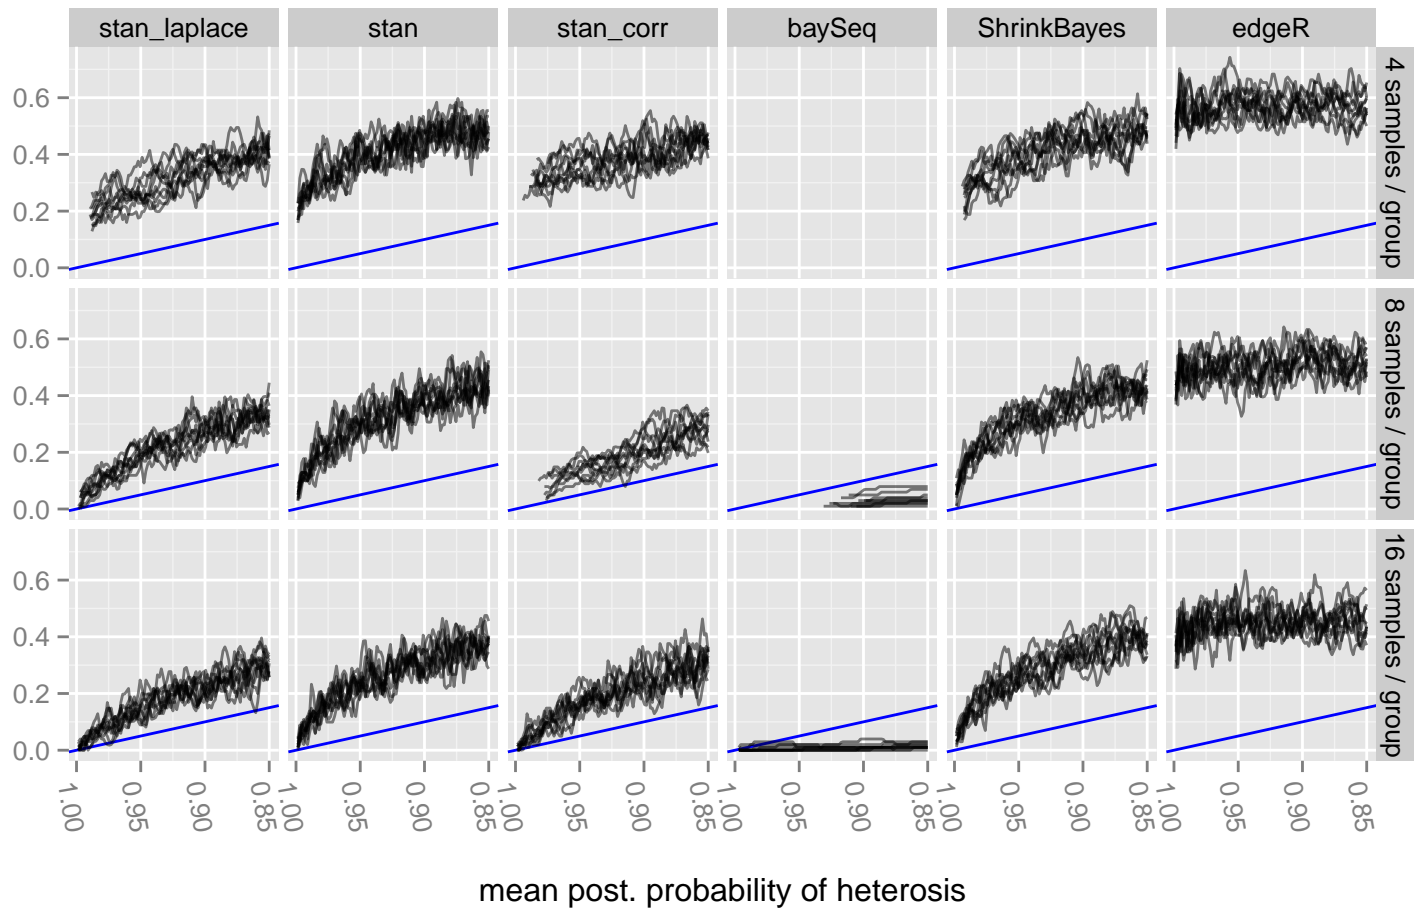 stan_laplace stan stan_corr baySeq ShrinkBayes edgeR
0.6
0.4
0.2
0.0
4 samples / group
0.6
0.4
0.2
0.0
8 samples / group
0.6
0.4
0.2
0.0
16 samples / group
1.00 0.95 0.90 0.85 1.00 0.95 0.90 0.85 1.00 0.95 0.90 0.85 1.00 0.95 0.90 0.85 1.00 0.95 0.90 0.85 1.00 0.95 0.90 0.85
mean post. probability of heterosis